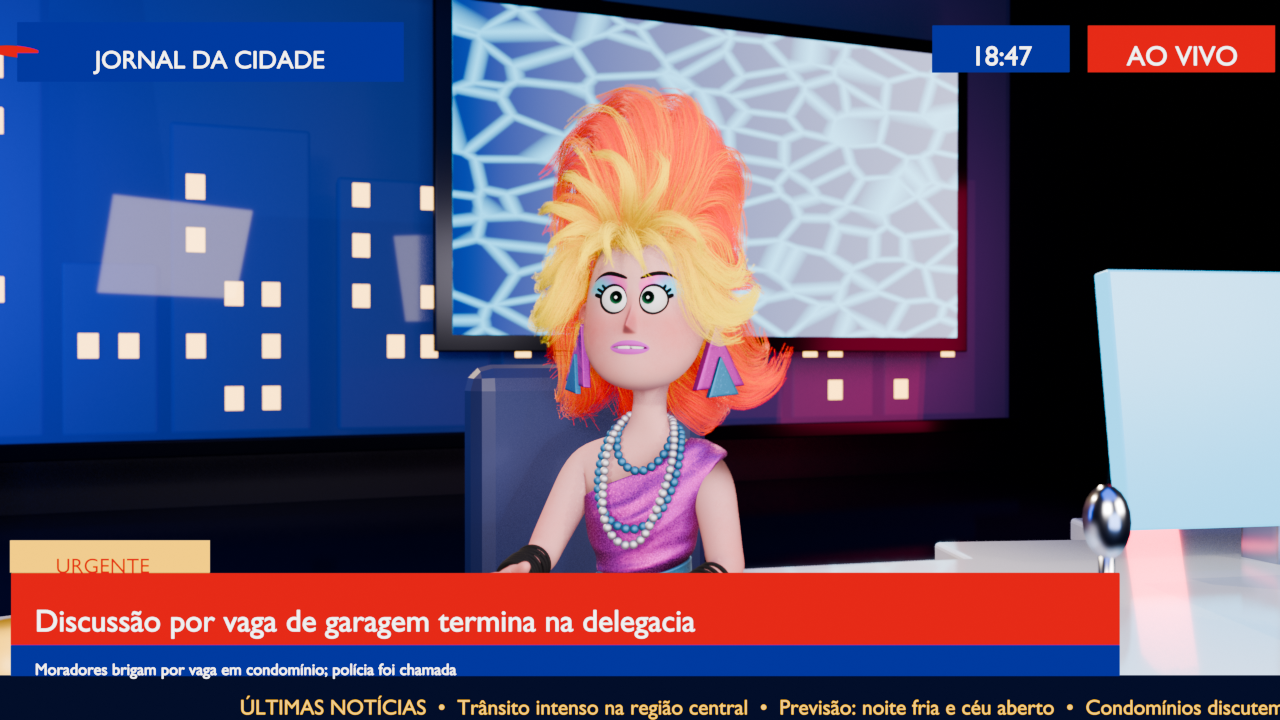 JORNAL DA CIDADE
18:47
AO VIVO
URGENTE
Discussão por vaga de garagem termina na delegacia
Moradores brigam por vaga em condomínio; polícia foi chamada
ÚLTIMAS NOTÍCIAS • Trânsito intenso na região central • Previsão: noite fria e céu aberto • Condomínios discutem